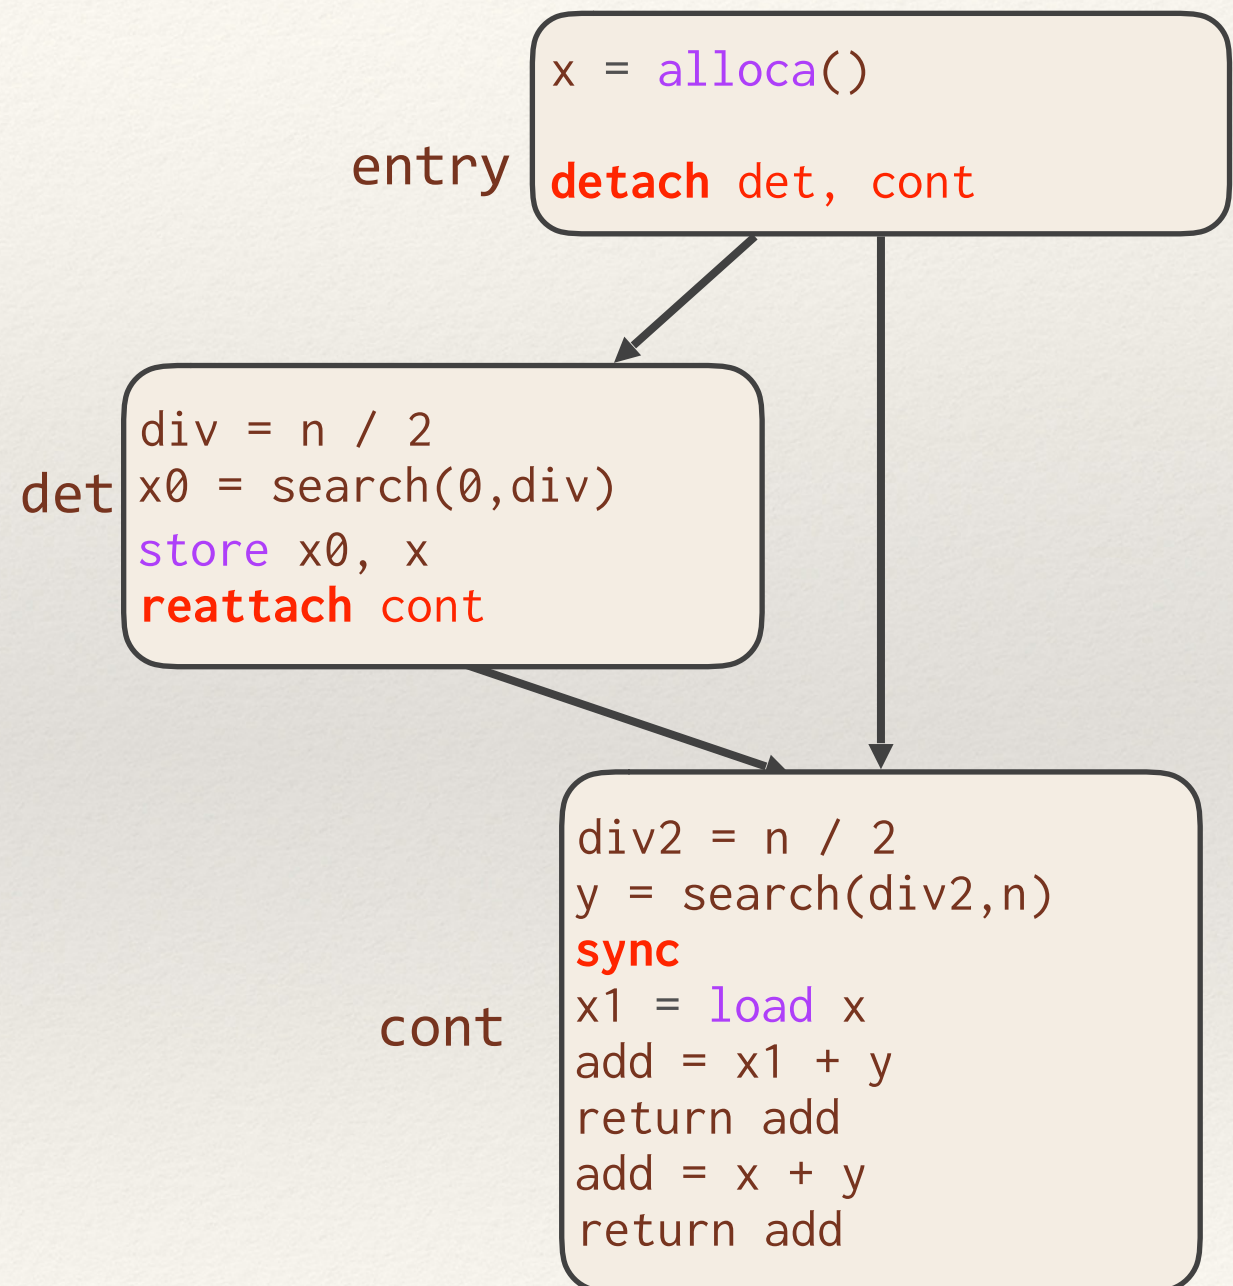 x = alloca()
detach det, cont
entry
div = n / 2
x0 = search(0,div)
store x0, x
reattach cont
det
div2 = n / 2
y = search(div2,n)
sync
x1 = load x
add = x1 + y
return add
add = x + y
return add
cont